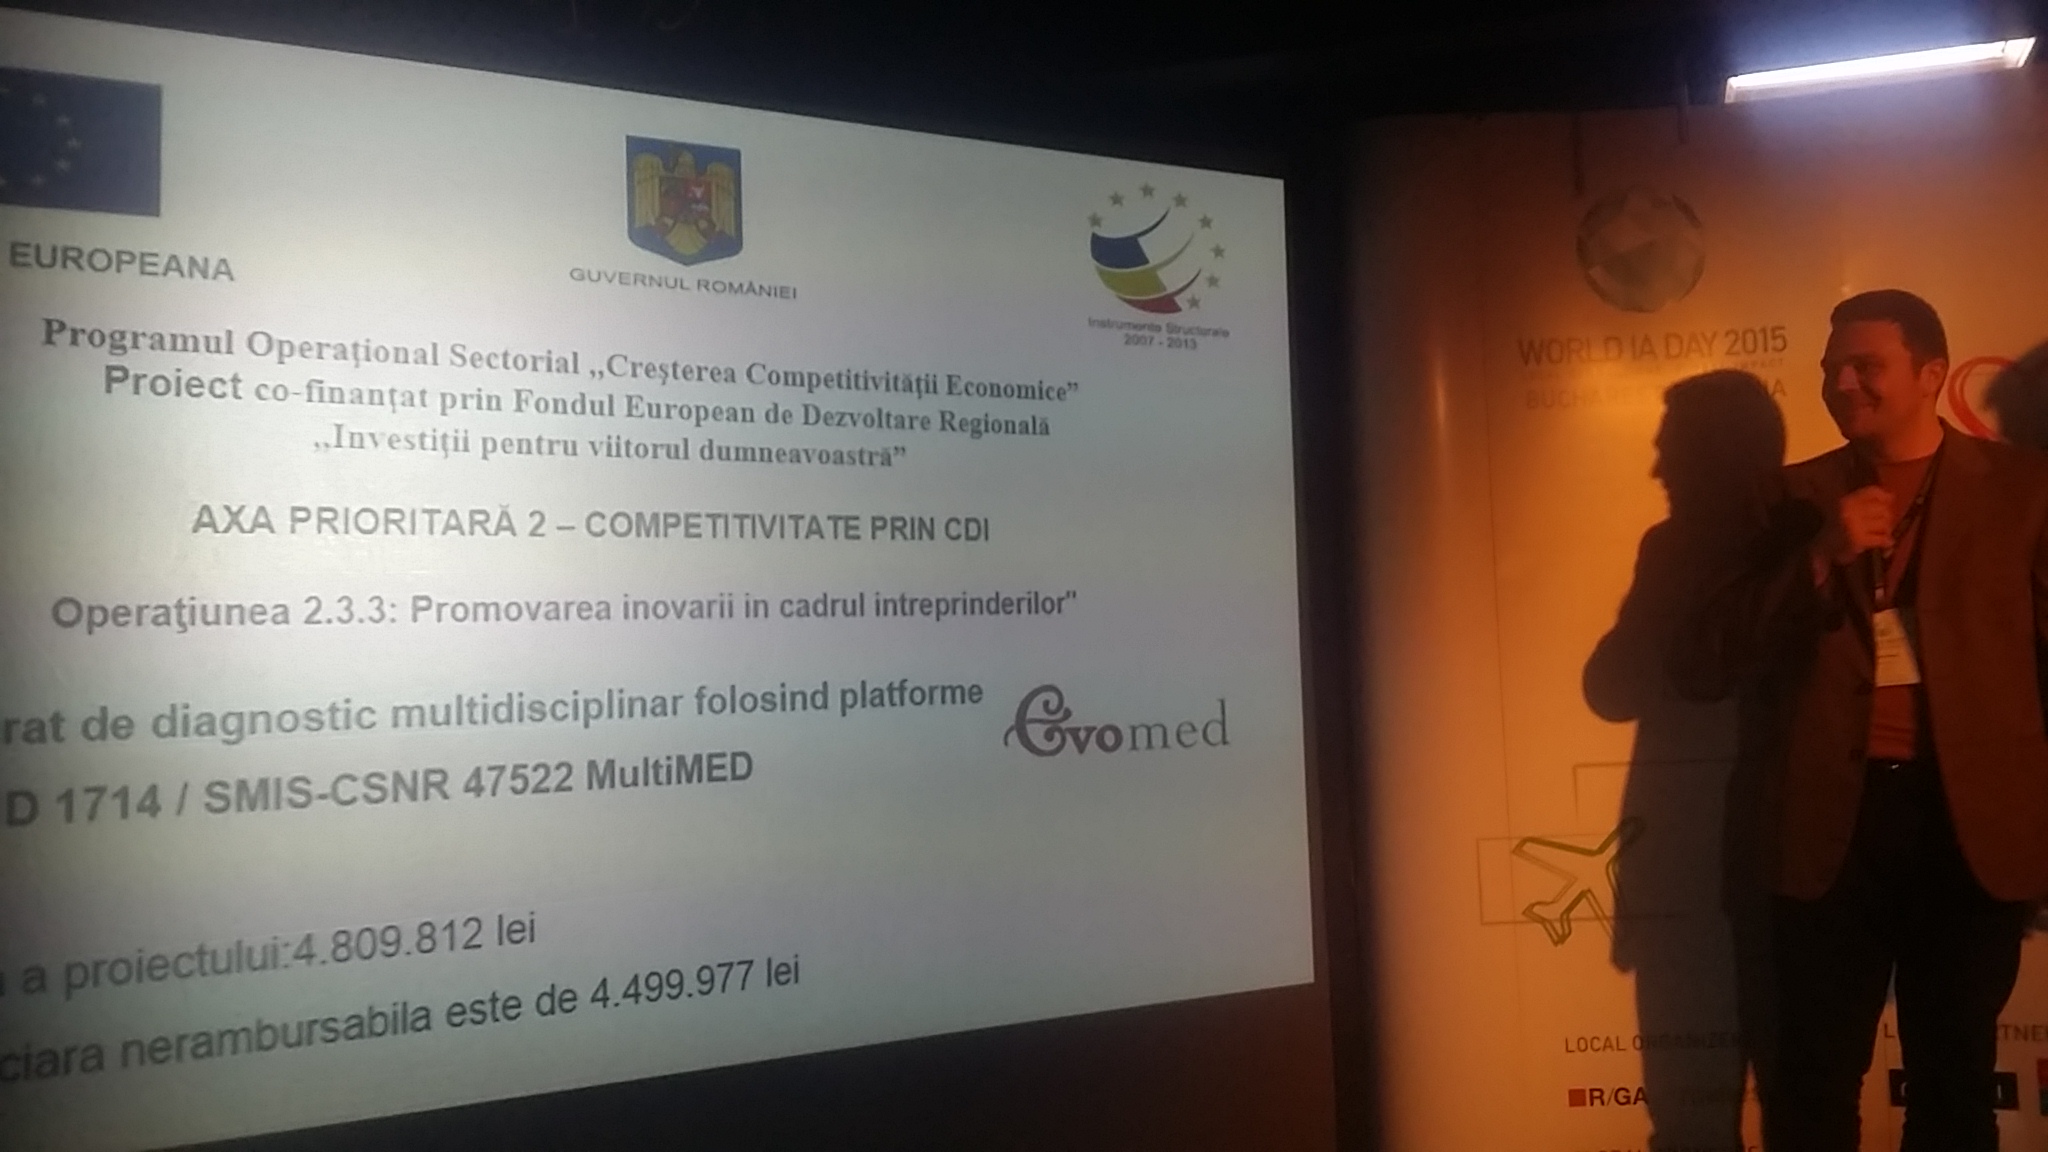 EUROPEANA
GUVERNUL ROMÂNIEI
Instrumente Structurale
2007 - 2013
Programul Operaţional Sectorial „Creşterea Competitivităţii Economice”
Proiect co-finanţat prin Fondul European de Dezvoltare Regională
„Investiţii pentru viitorul dumneavoastră”
AXA PRIORITARĂ 2 – COMPETITIVITATE PRIN CDI
Operaţiunea 2.3.3: Promovarea inovarii in cadrul intreprinderilor"
rat de diagnostic multidisciplinar folosind platforme
D 1714 / SMIS-CSNR 47522 MultiMED
Evomed
a proiectului:4.809.812 lei
ciara nerambursabila este de 4.499.977 lei
WORLD IA DAY 2015
LOCAL ORGANIZER
R/GA